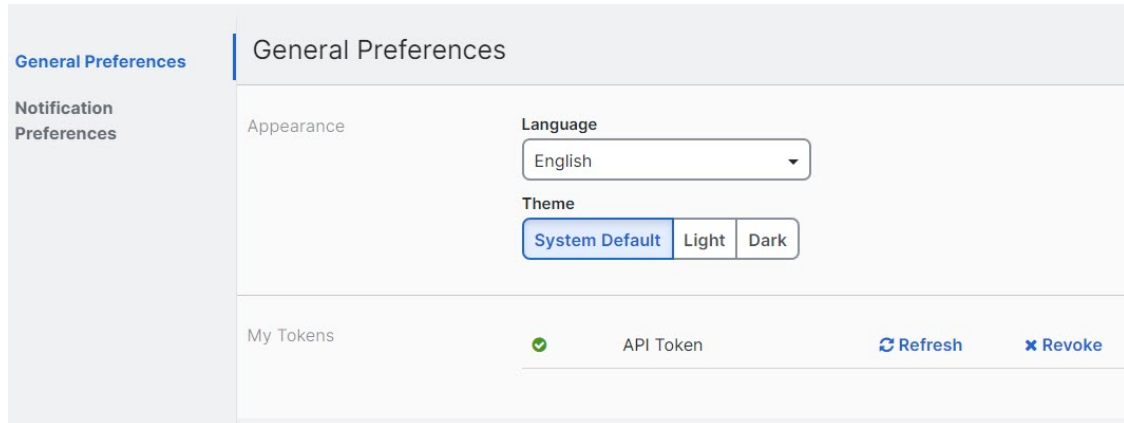 General Preferences
Notification
Preferences
General Preferences
Appearance
Language
English
Theme
System Default Light Dark
My Tokens
API Token Refresh Revoke